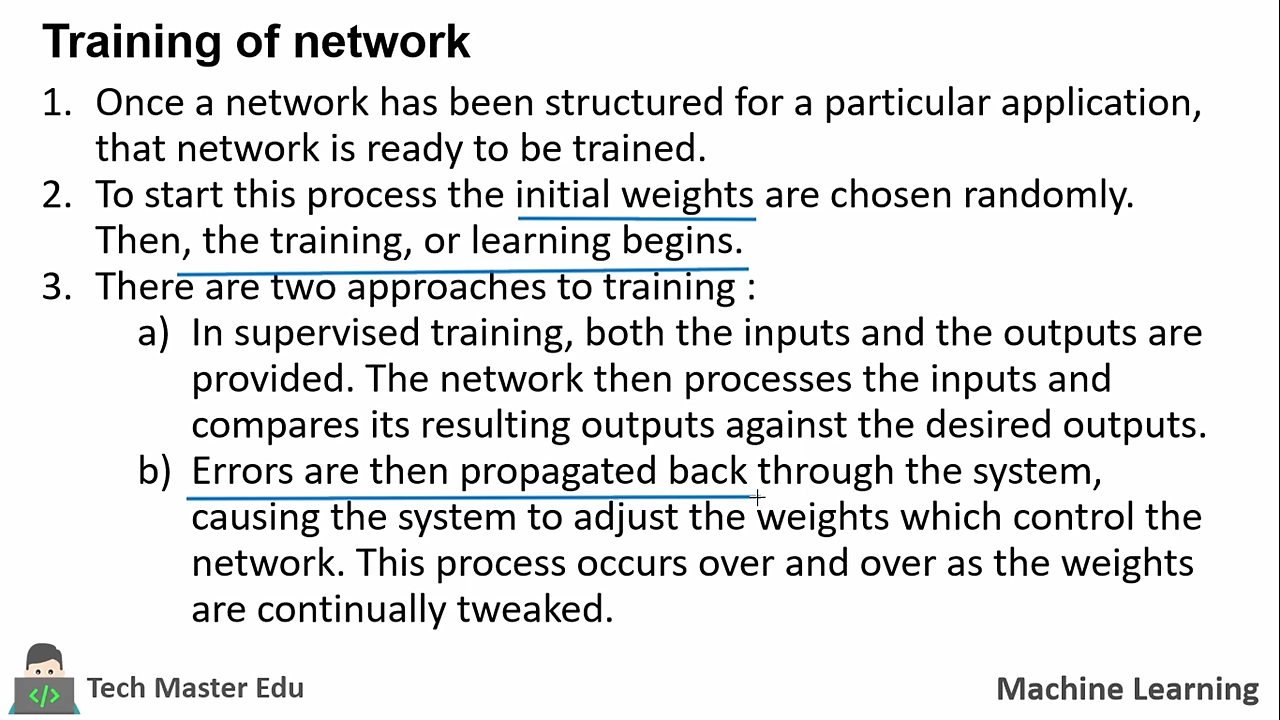 Training of network
1. Once a network has been structured for a particular application,
that network is ready to be trained.
2. To start this process the initial weights are chosen randomly.
Then, the training, or learning begins.
3. There are two approaches to training :
a) In supervised training, both the inputs and the outputs are
provided. The network then processes the inputs and
compares its resulting outputs against the desired outputs.
b) Errors are then propagated back through the system,
causing the system to adjust the weights which control the
network. This process occurs over and over as the weights
are continually tweaked.
</>
Tech Master Edu
Machine Learning